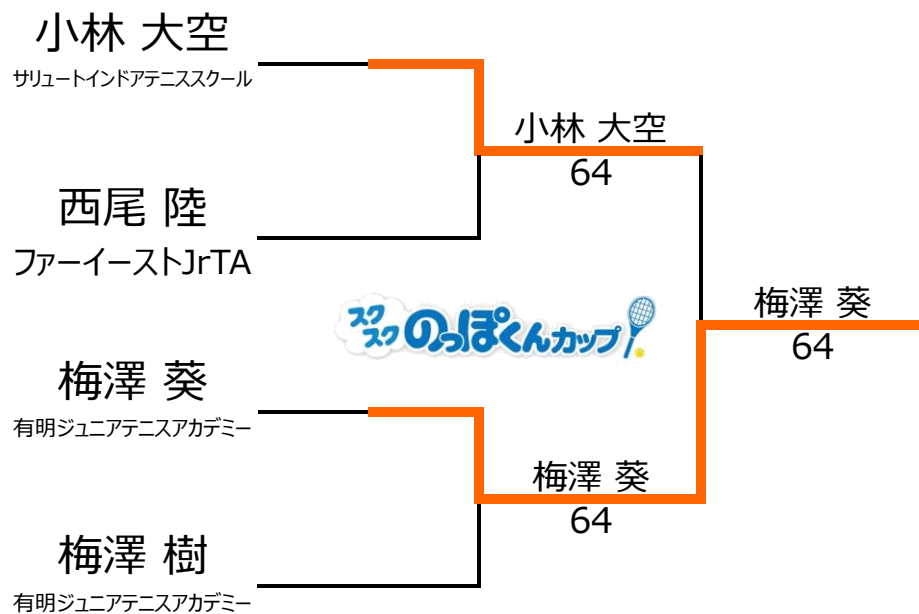 小林 大空
サリュートインドアテニススクール
小林 大空
64
西尾 陸
ファーイーストJrTA
スク
スク のっぽくんカップ
梅澤 葵
64
梅澤 葵
有明ジュニアテニスアカデミー
梅澤 葵
64
梅澤 樹
有明ジュニアテニスアカデミー